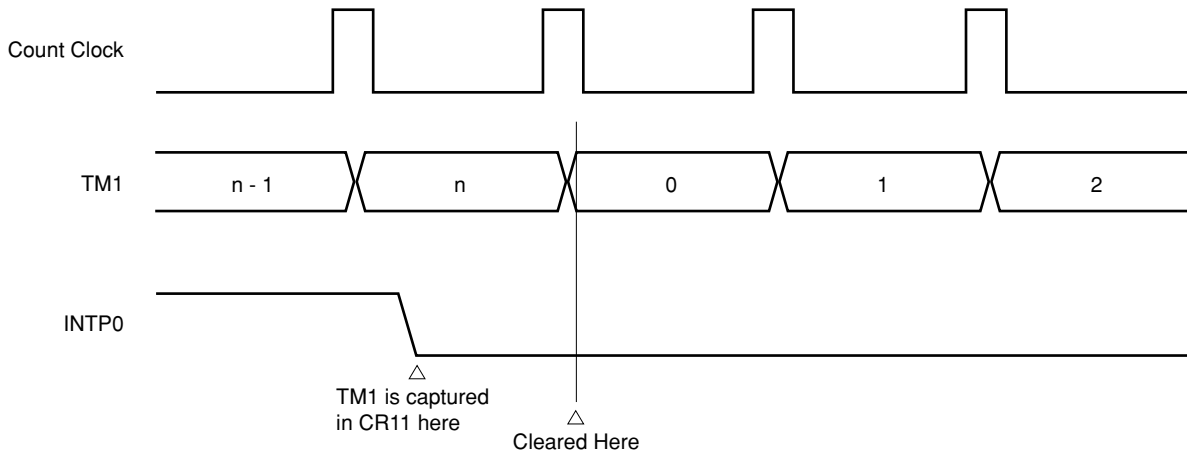 Count Clock
TM1
n - 1
n
0
1
2
INTP0
TM1 is captured
in CR11 here
Cleared Here